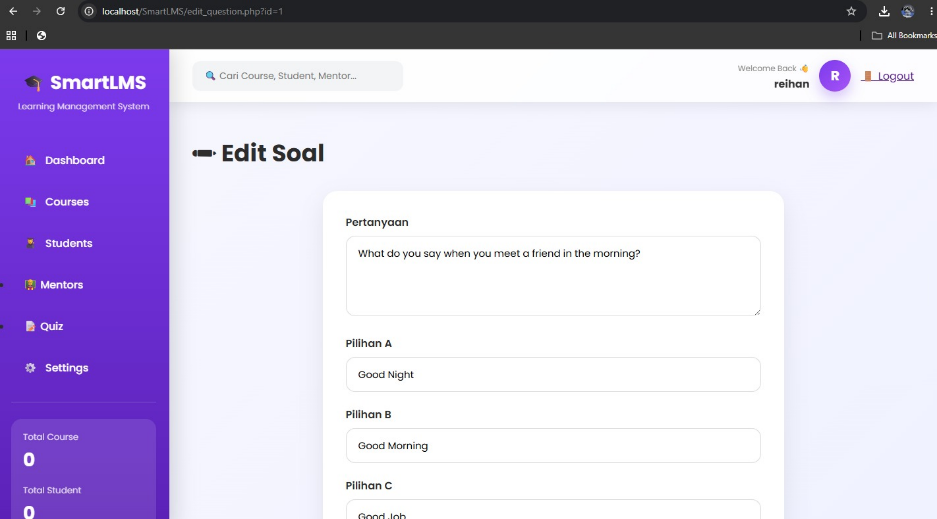 localhost/SmartLMS/edit_question.php?id=1
All Bookmarks
SmartLMS
Learning Management System
Cari Course, Student, Mentor...
Welcome Back 👋
reihan
R
Logout
Dashboard
Courses
Students
Mentors
Quiz
Settings
Total Course
0
Total Student
0
Edit Soal
Pertanyaan
What do you say when you meet a friend in the morning?
Pilihan A
Good Night
Pilihan B
Good Morning
Pilihan C
Good Job